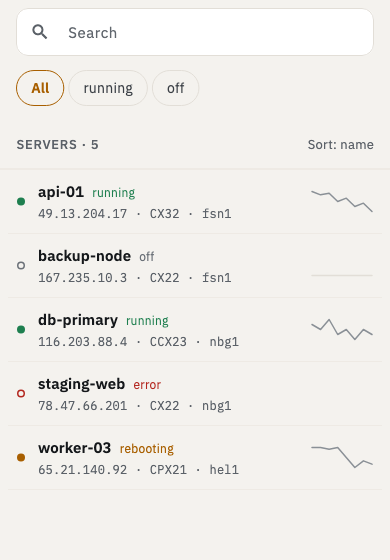 Search
All running off
SERVERS · 5 Sort: name
api-01 running
49.13.204.17 · CX32 · fsn1
backup-node off
167.235.10.3 · CX22 · fsn1
db-primary running
116.203.88.4 · CCX23 · nbg1
staging-web error
78.47.66.201 · CX22 · nbg1
worker-03 rebooting
65.21.140.92 · CPX21 · hel1